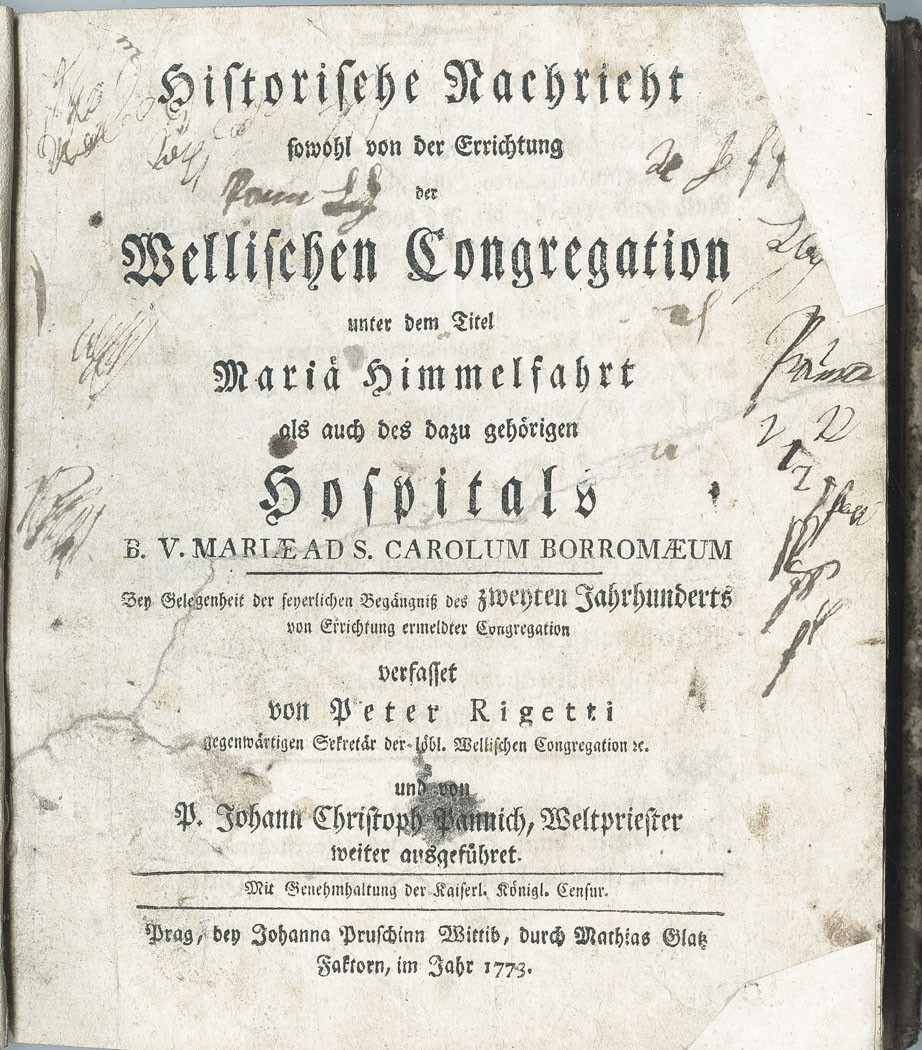 Historische Nachricht
sowohl von der Errichtung
der
Wellischen Congregation
unter dem Titel
Mariä Himmelfahrt
als auch des dazu gehörigen
Hospitals
B. V. MARIÆ AD S. CAROLUM BORROMÆUM
Bey Gelegenheit der feyerlichen Begängniß des zweyten Jahrhunderts
von Errichtung ermeldter Congregation
verfasset
von Peter Rigetti
gegenwärtigen Sekretär der löbl. Wellischen Congregation ꝛc.
und von
P. Johann Christoph Pannich, Weltpriester
weiter ausgeführet.
Mit Genehmhaltung der Kaiserl. Königl. Censur.
Prag, bey Johanna Pruschinn Wittib, durch Mathias Glatz
Faktorn, im Jahr 1773.